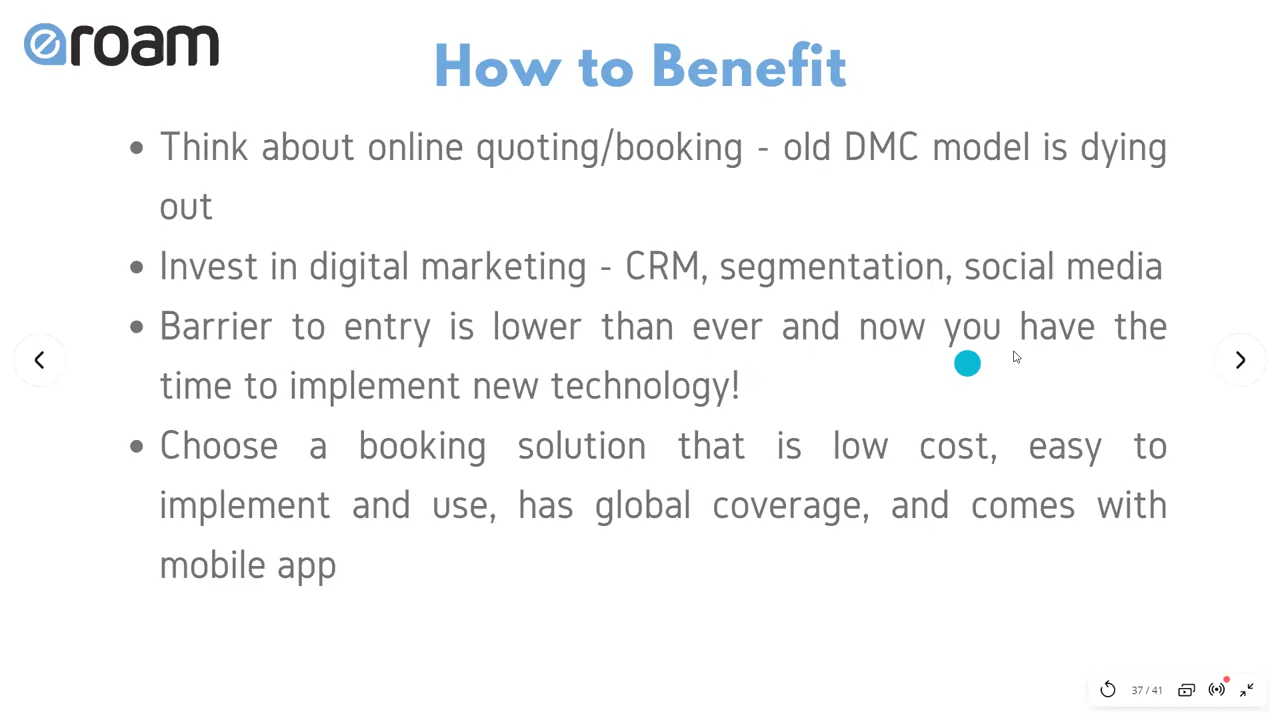 eroam
How to Benefit
• Think about online quoting/booking - old DMC model is dying
out
• Invest in digital marketing - CRM, segmentation, social media
• Barrier to entry is lower than ever and now you have the
time to implement new technology!
• Choose a booking solution that is low cost, easy to
implement and use, has global coverage, and comes with
mobile app
37 / 41